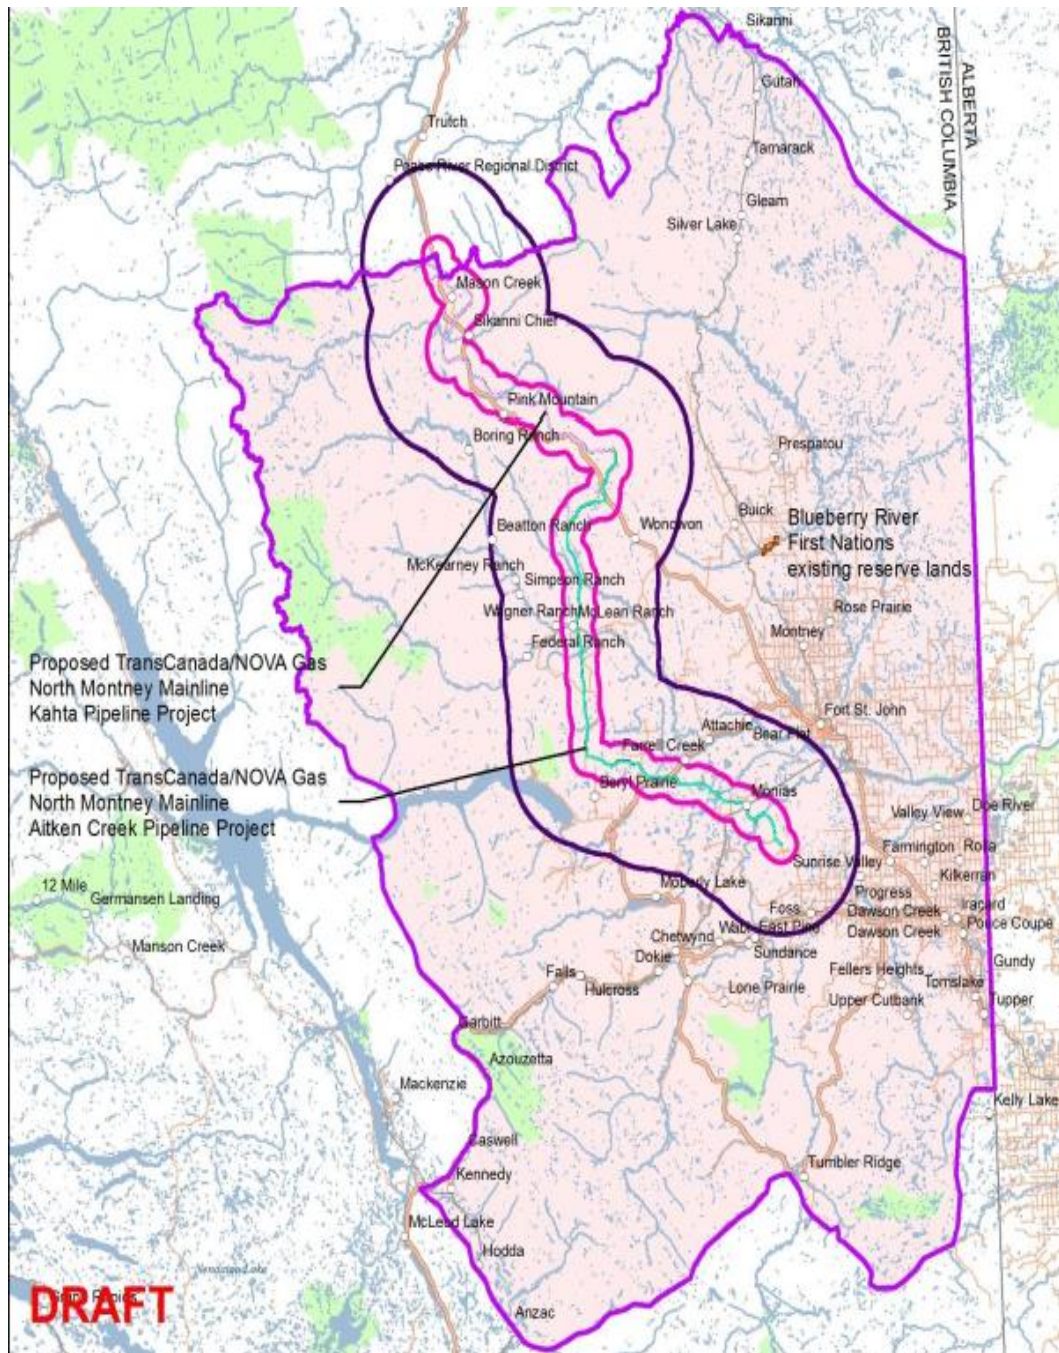 Sikanni
ALBERTA
BRITISH COLUMBIA
Gutah
Trutch
Tamarack
Peace River Regional District
Gleam
Silver Lake
Mason Creek
Sikanni Chief
Pink Mountain
Boring Ranch
Prespatou
Buick
Blueberry River
First Nations
existing reserve lands
Beatton Ranch
Wonowon
McKearney Ranch
Simpson Ranch
Wagner Ranch
McLean Ranch
Rose Prairie
Montney
Federal Ranch
Proposed TransCanada/NOVA Gas
North Montney Mainline
Kahta Pipeline Project
Fort St. John
Attachie
Bear Flat
Farrell Creek
Proposed TransCanada/NOVA Gas
North Montney Mainline
Aitken Creek Pipeline Project
Beryl Prairie
Monias
Valley View
Doe River
Sunrise Valley
Farmington
Rolla
Kilkerran
12 Mile
Germansen Landing
Moberly Lake
Progress
Foss
Dawson Creek
Pouce Coupe
Dawson Creek
Manson Creek
Chetwynd
East Pine
Sundance
Dokie
Gundy
Falls
Hulcross
Lone Prairie
Fellers Heights
Tomslake
Upper Cutbank
Tupper
Garbitt
Azouzetta
Mackenzie
Kelly Lake
Caswell
Kennedy
Tumbler Ridge
McLeod Lake
Hodda
Anzac
DRAFT